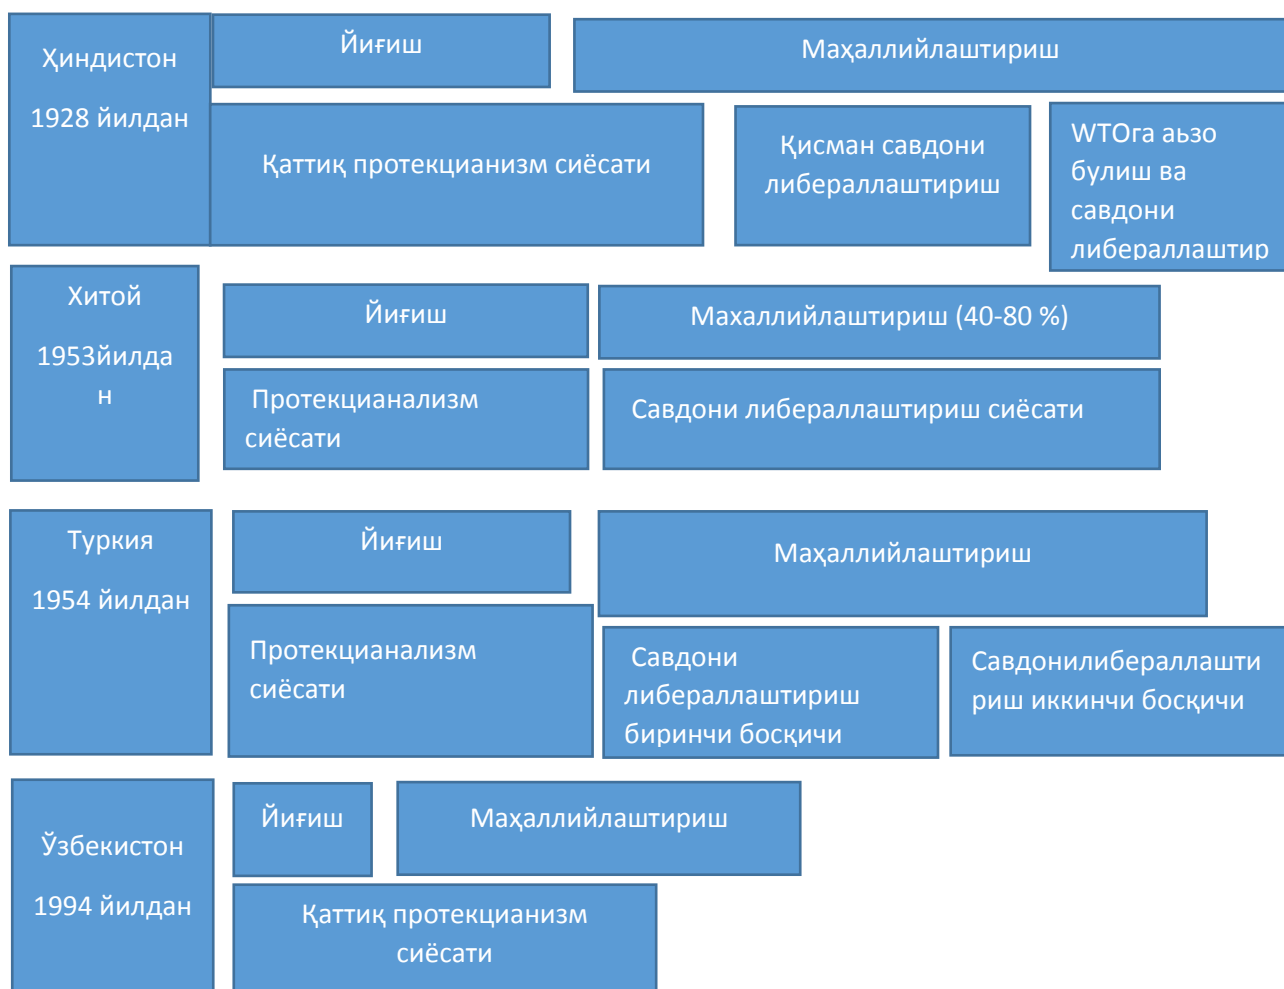 Ҳиндистон
1928 йилдан
Йиғиш
Маҳаллийлаштириш
Қаттиқ протекцианизм сиёсати
Қисман савдони
либераллаштириш
WTOга аьзо
булиш ва
савдони
либераллаштир
Хитой
1953йилда
н
Йиғиш
Махаллийлаштириш (40-80 %)
Протекцианализм
сиёсати
Савдони либераллаштириш сиёсати
Туркия
1954 йилдан
Йиғиш
Маҳаллийлаштириш
Протекцианализм
сиёсати
Савдони
либераллаштириш
биринчи босқичи
Савдонилибераллашти
риш иккинчи босқичи
Ўзбекистон
1994 йилдан
Йиғиш
Маҳаллийлаштириш
Қаттиқ протекцианизм
сиёсати